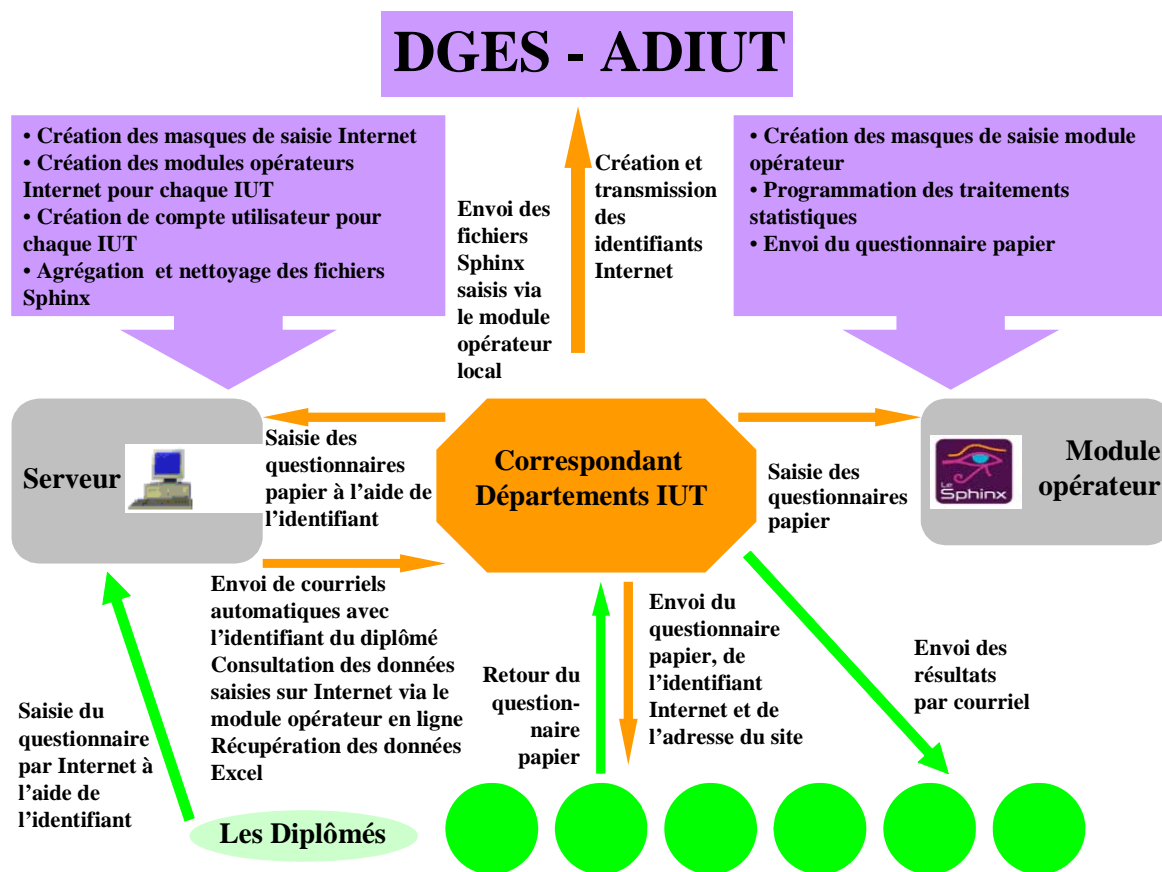 DGES - ADIUT
• Création des masques de saisie Internet
• Création des modules opérateurs
Internet pour chaque IUT
• Création de compte utilisateur pour
chaque IUT
• Agrégation et nettoyage des fichiers
Sphinx
Envoi des
fichiers
Sphinx
saisis via
le module
opérateur
local
Création et
transmission
des
identifiants
Internet
• Création des masques de saisie module
opérateur
• Programmation des traitements
statistiques
• Envoi du questionnaire papier
Serveur
Saisie des
questionnaires
papier à l’aide de
l’identifiant
Correspondant
Départements IUT
Saisie des
questionnaires
papier
Le
Sphinx
Module
opérateur
Envoi de courriels
automatiques avec
l’identifiant du diplômé
Consultation des données
saisies sur Internet via le
module opérateur en ligne
Récupération des données
Excel
Retour du
question-
naire
papier
Envoi du
questionnaire
papier, de
l’identifiant
Internet et de
l’adresse du site
Envoi des
résultats
par courriel
Saisie du
questionnaire
par Internet à
l’aide de
l’identifiant
Les Diplômés